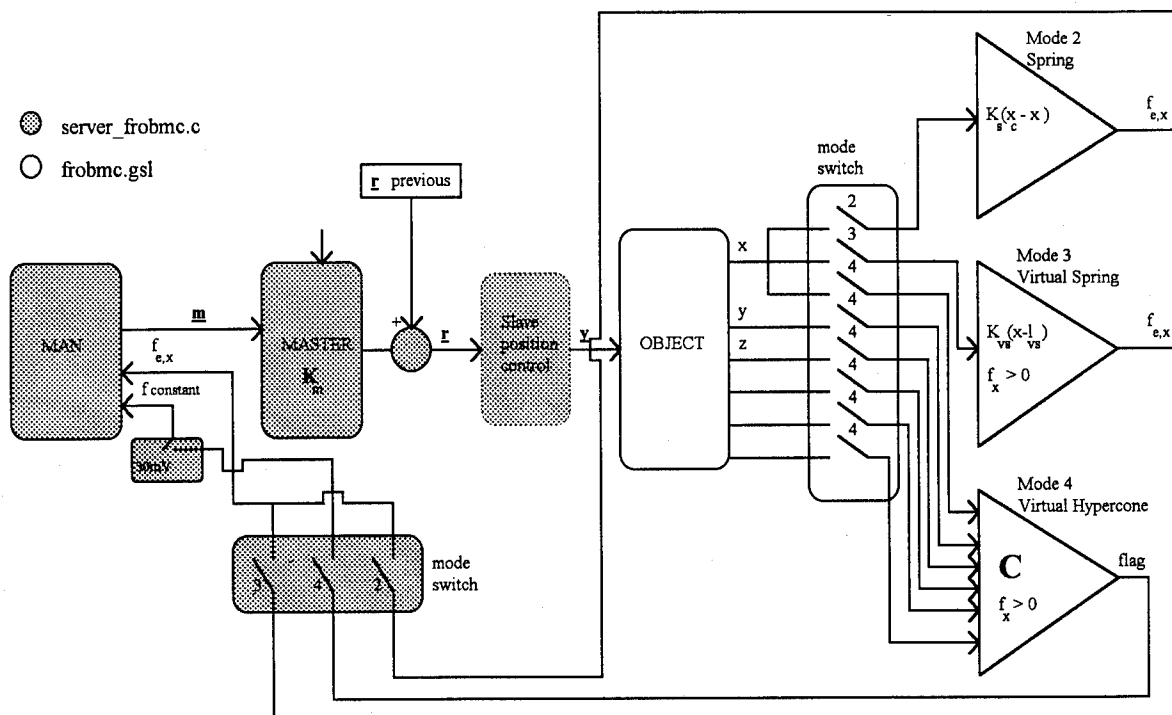 server_frobmc.c
frobmc.gsl
r previous
MAN
m
f e,x
f constant
30mV
MASTER
K m
+
r
Slave
position
control
v
OBJECT
x
y
z
mode
switch
2
3
4
4
4
4
4
4
Mode 2
Spring
K s (x c - x )
f e,x
Mode 3
Virtual Spring
K vs (x-l vs )
f x > 0
f e,x
Mode 4
Virtual Hypercone
C
f x > 0
flag
3
4
2
mode
switch